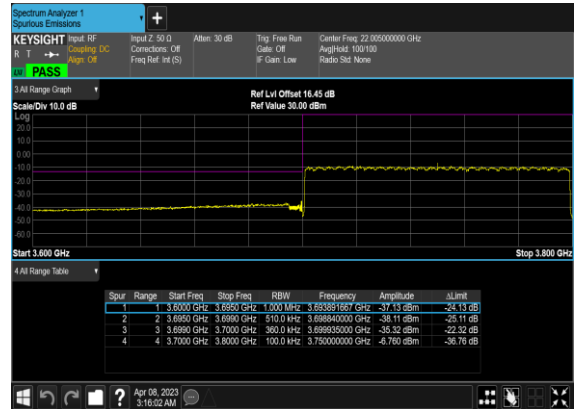 Spectrum Analyzer 1
Spurious Emissions
+
KEYSIGHT
R T
LW PASS
Input: RF
Coupling: DC
Align: Off
Input Z: 50 Ω
Corrections: Off
Freq Ref: Int (S)
Atten: 30 dB
Trig: Free Run
Gate: Off
IF Gain: Low
Center Freq: 22.005000000 GHz
Avg|Hold: 100/100
Radio Std: None
3 All Range Graph
Scale/Div 10.0 dB
Ref Lvl Offset 16.45 dB
Ref Value 30.00 dBm
Log
20.0
10.0
0.00
-10.0
-20.0
-30.0
-40.0
-50.0
-60.0
Start 3.600 GHz
Stop 3.800 GHz
4 All Range Table
Spur Range Start Freq Stop Freq RBW Frequency Amplitude ΔLimit
1 1 3.6000 GHz 3.6950 GHz 1.000 MHz 3.693891667 GHz -37.13 dBm -24.13 dB
2 2 3.6950 GHz 3.6990 GHz 510.0 kHz 3.698840000 GHz -38.11 dBm -25.11 dB
3 3 3.6990 GHz 3.7000 GHz 360.0 kHz 3.699935000 GHz -35.32 dBm -22.32 dB
4 4 3.7000 GHz 3.8000 GHz 100.0 kHz 3.750000000 GHz -6.760 dBm -36.76 dB
?
Apr 08, 2023
3:16:02 AM